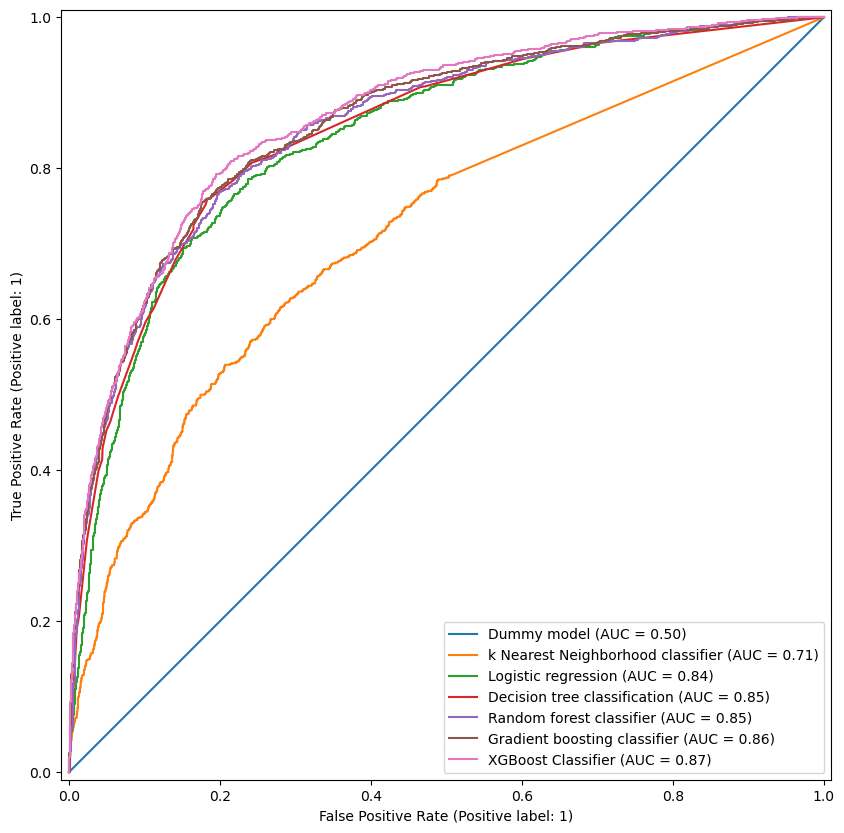 1.0
0.8
0.6
0.4
0.2
0.0
True Positive Rate (Positive label: 1)
Dummy model (AUC = 0.50)
k Nearest Neighborhood classifier (AUC = 0.71)
Logistic regression (AUC = 0.84)
Decision tree classification (AUC = 0.85)
Random forest classifier (AUC = 0.85)
Gradient boosting classifier (AUC = 0.86)
XGBoost Classifier (AUC = 0.87)
0.0 0.2 0.4 0.6 0.8 1.0
False Positive Rate (Positive label: 1)